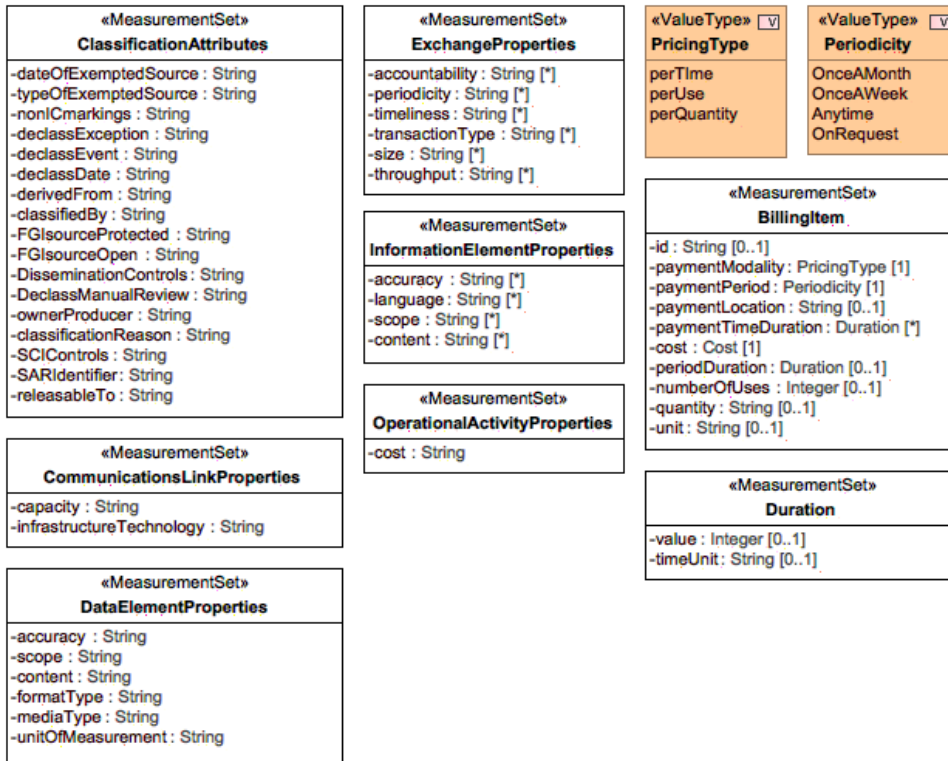 «MeasurementSet»
ClassificationAttributes
-dateOfExemptedSource : String
-typeOfExemptedSource : String
-nonICmarkings : String
-declassException : String
-declassEvent : String
-declassDate : String
-derivedFrom : String
-classifiedBy : String
-FGIsourceProtected : String
-FGIsourceOpen : String
-DisseminationControls : String
-DeclassManualReview : String
-ownerProducer : String
-classificationReason : String
-SCIControls : String
-SARIdentifier : String
-releasableTo : String
«MeasurementSet»
CommunicationsLinkProperties
-capacity : String
-infrastructureTechnology : String
«MeasurementSet»
DataElementProperties
-accuracy : String
-scope : String
-content : String
-formatType : String
-mediaType : String
-unitOfMeasurement : String
«MeasurementSet»
ExchangeProperties
-accountability : String [*]
-periodicity : String [*]
-timeliness : String [*]
-transactionType : String [*]
-size : String [*]
-throughput : String [*]
«MeasurementSet»
InformationElementProperties
-accuracy : String [*]
-language : String [*]
-scope : String [*]
-content : String [*]
«MeasurementSet»
OperationalActivityProperties
-cost : String
«ValueType» V
PricingType
perTIme
perUse
perQuantity
«ValueType» V
Periodicity
OnceAMonth
OnceAWeek
Anytime
OnRequest
«MeasurementSet»
BillingItem
-id : String [0..1]
-paymentModality : PricingType [1]
-paymentPeriod : Periodicity [1]
-paymentLocation : String [0..1]
-paymentTimeDuration : Duration [*]
-cost : Cost [1]
-periodDuration : Duration [0..1]
-numberOfUses : Integer [0..1]
-quantity : String [0..1]
-unit : String [0..1]
«MeasurementSet»
Duration
-value : Integer [0..1]
-timeUnit : String [0..1]